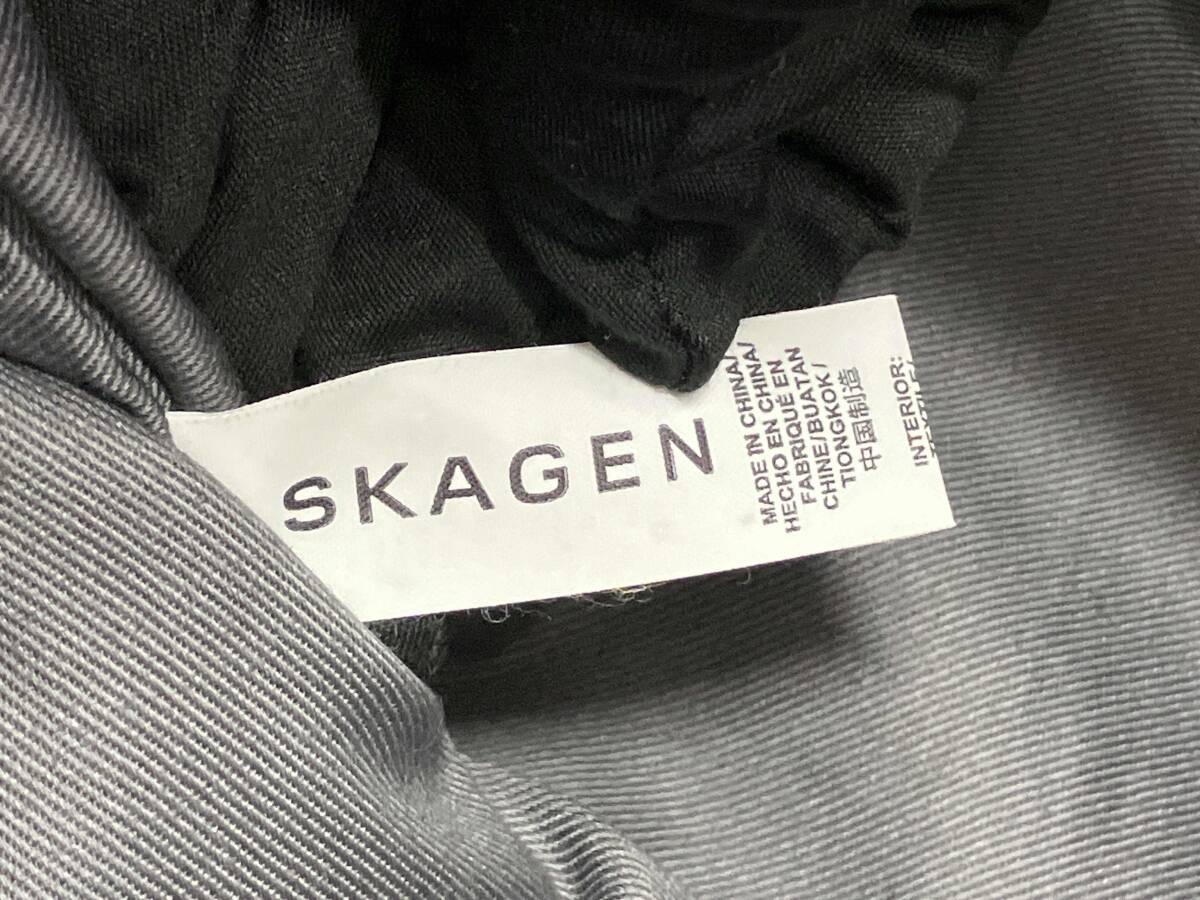 SKAGEN
MADE IN CHINA/
HECHO EN CHINA/
FABRIQUÉ EN
CHINE/BUATAN
TIONGKOK/
中国制造
INTERIOR: